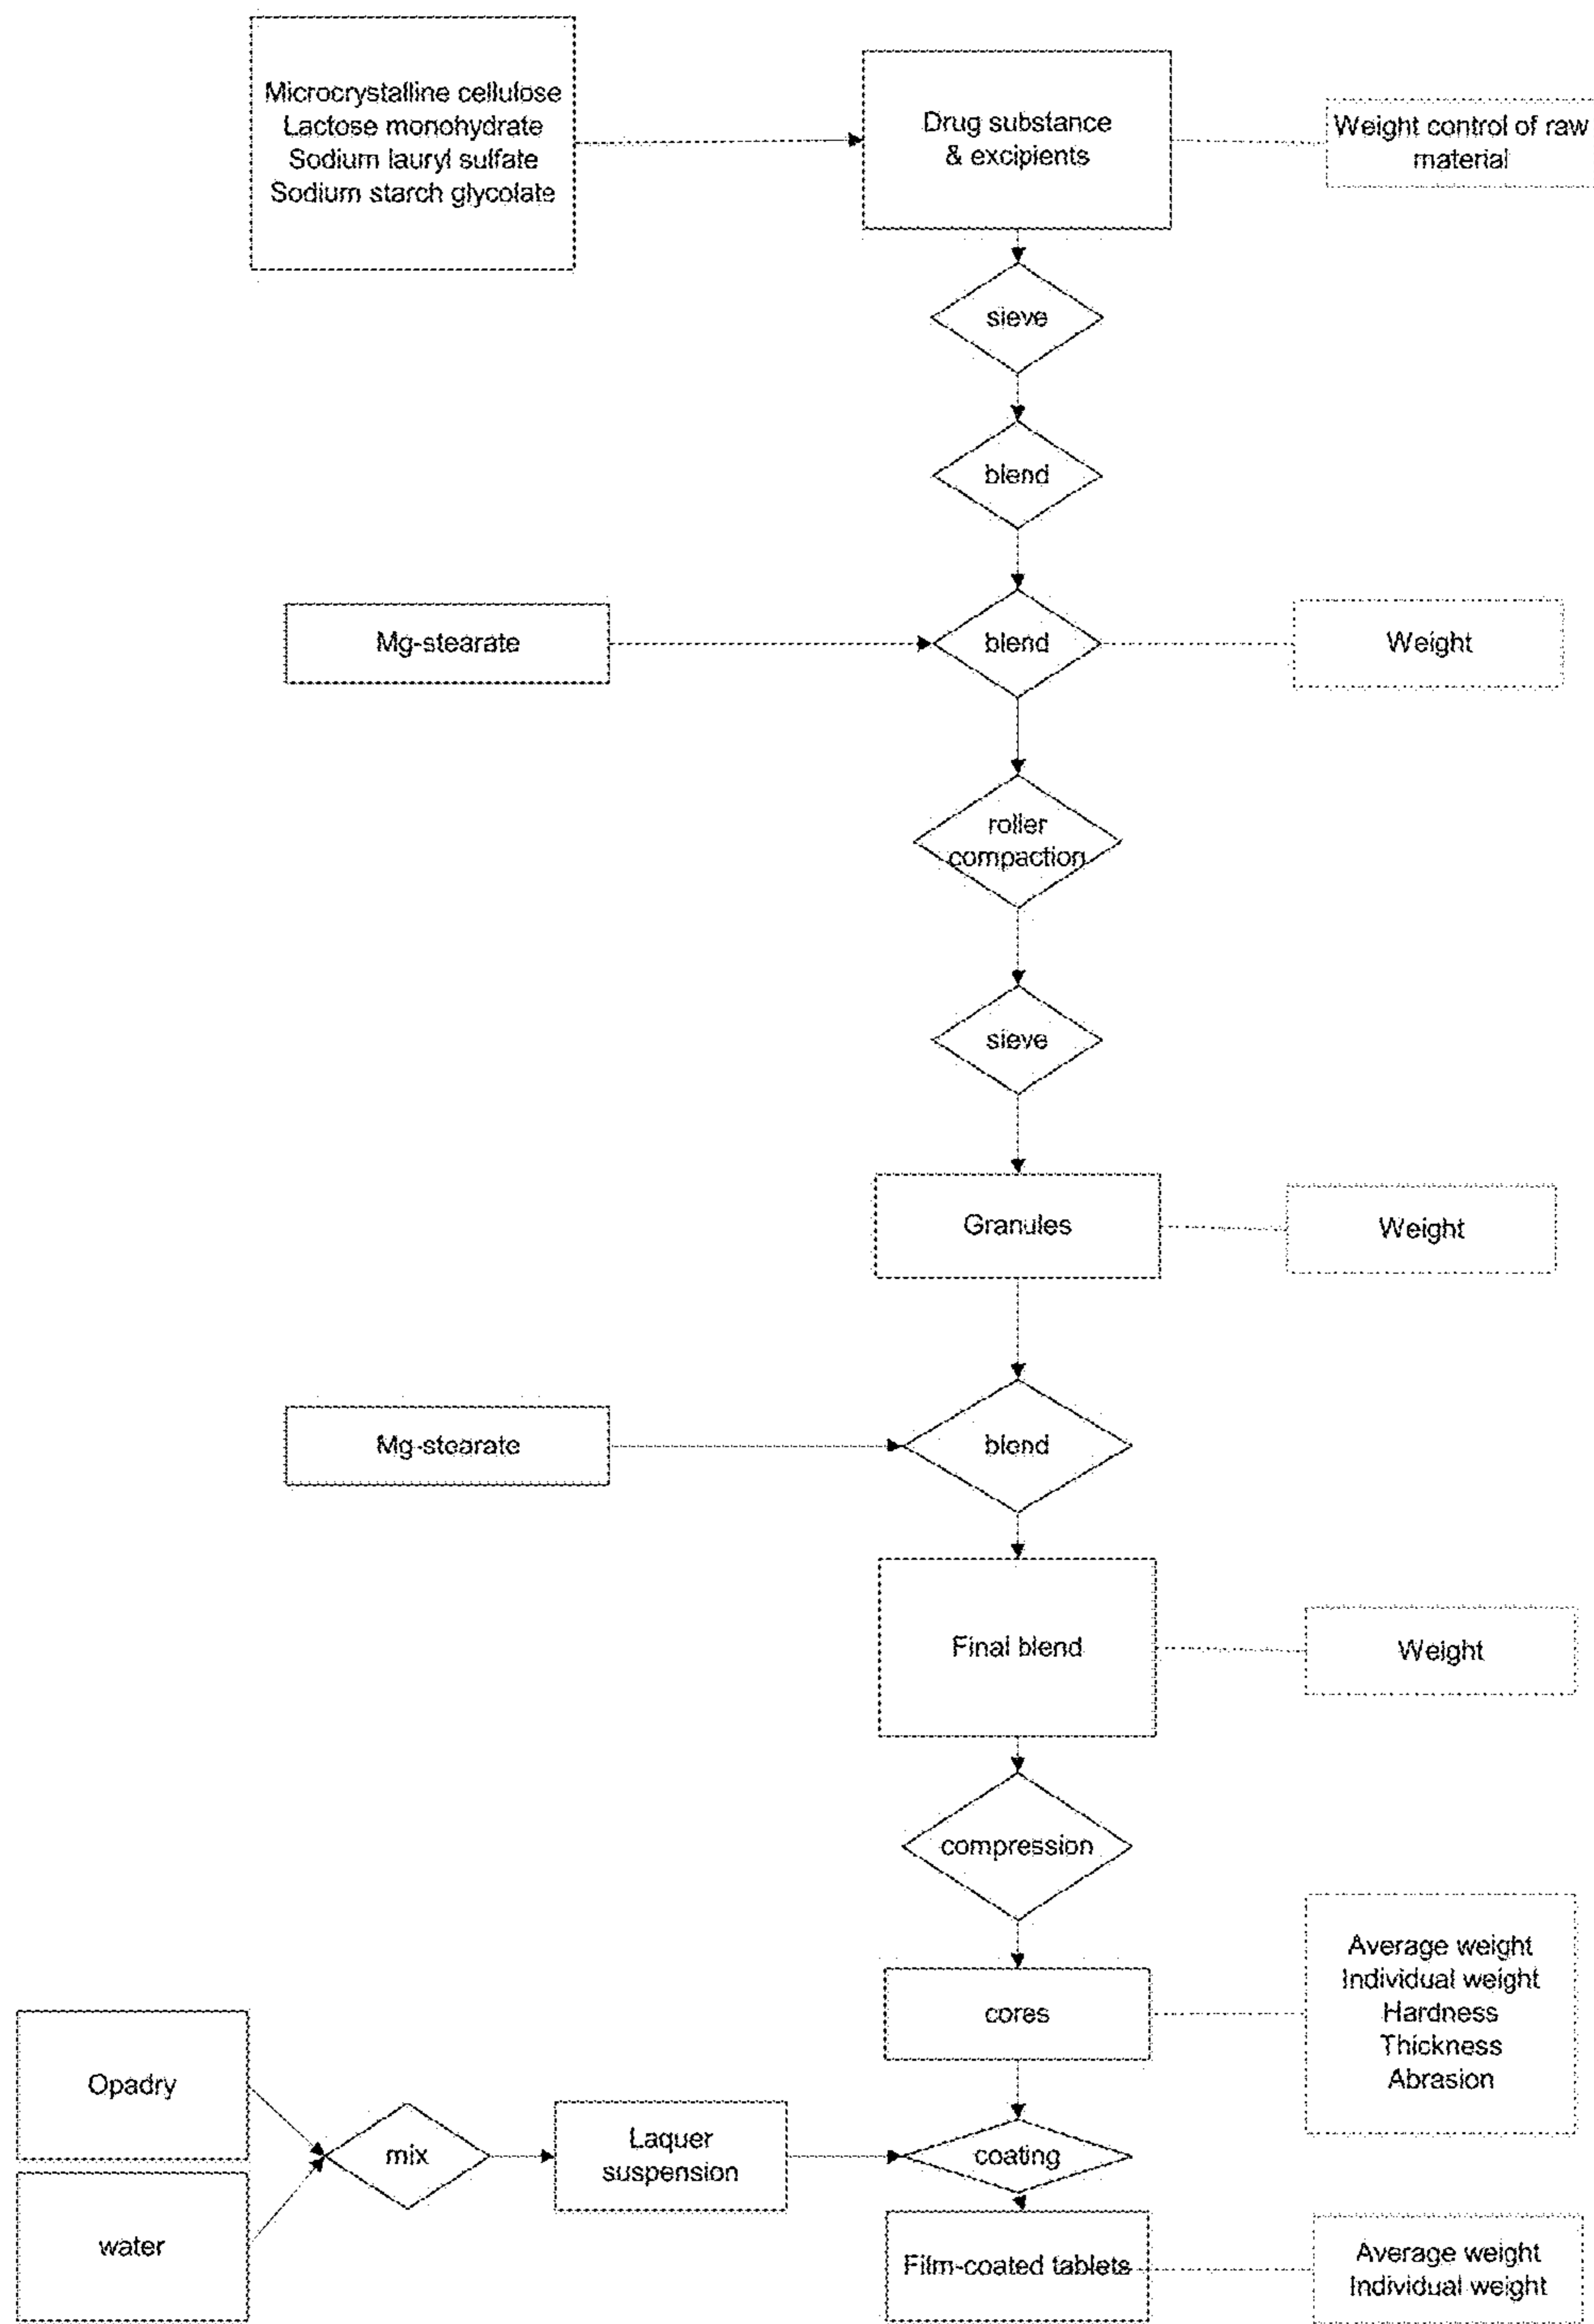 Microcrystalline cellulose
Lactose monohydrate
Sodium lauryl sulfate
Sodium starch glycolate
Drug substance
& excipients
Weight control of raw
material
sieve
blend
Mg-stearate
blend
Weight
roller
compaction
sieve
Granules
Weight
Mg-stearate
blend
Final blend
Weight
compression
cores
Average weight
Individual weight
Hardness
Thickness
Abrasion
Opadry
water
mix
Laquer
suspension
coating
Film-coated tablets
Average weight
Individual weight